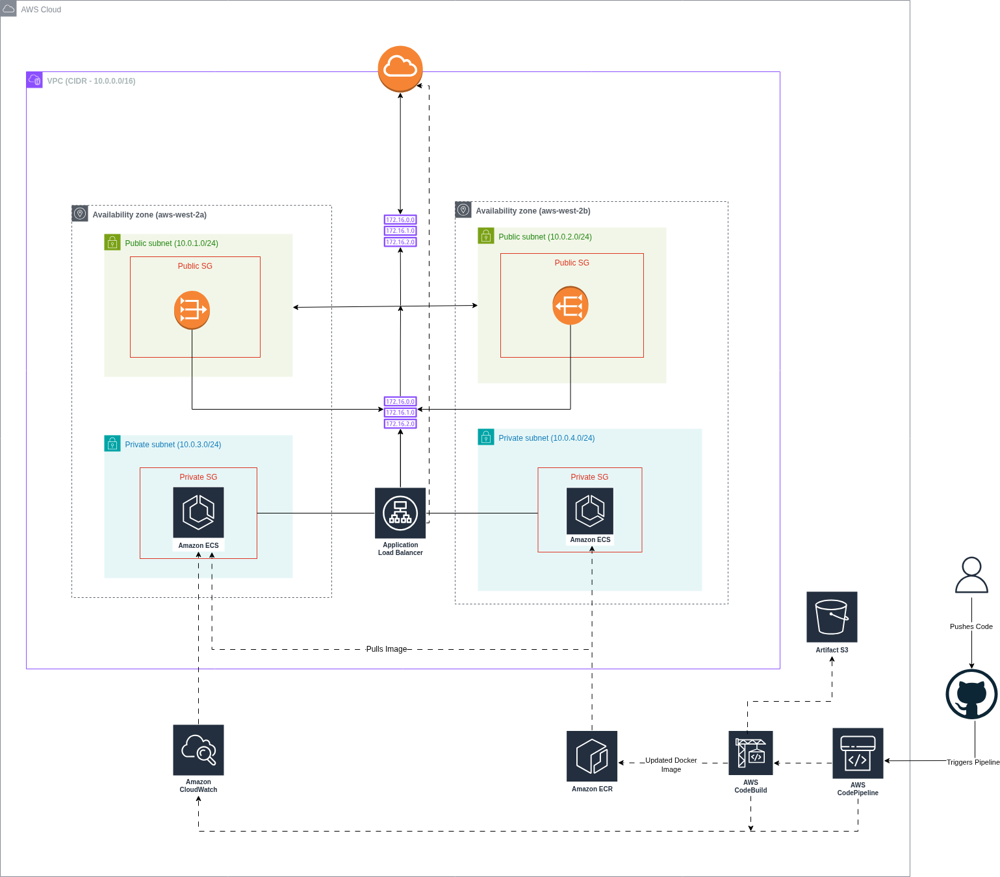 AWS Cloud
VPC (CIDR - 10.0.0.0/16)
Availability zone (aws-west-2a)
Public subnet (10.0.1.0/24)
Public SG
172.16.0.0
172.16.1.0
172.16.2.0
Availability zone (aws-west-2b)
Public subnet (10.0.2.0/24)
Public SG
172.16.0.0
172.16.1.0
172.16.2.0
Private subnet (10.0.3.0/24)
Private SG
Amazon ECS
Application
Load Balancer
Private subnet (10.0.4.0/24)
Private SG
Amazon ECS
Pulls Image
Artifact S3
Pushes Code
Triggers Pipeline
Amazon
CloudWatch
Amazon ECR
Updated Docker
Image
AWS
CodeBuild
AWS
CodePipeline